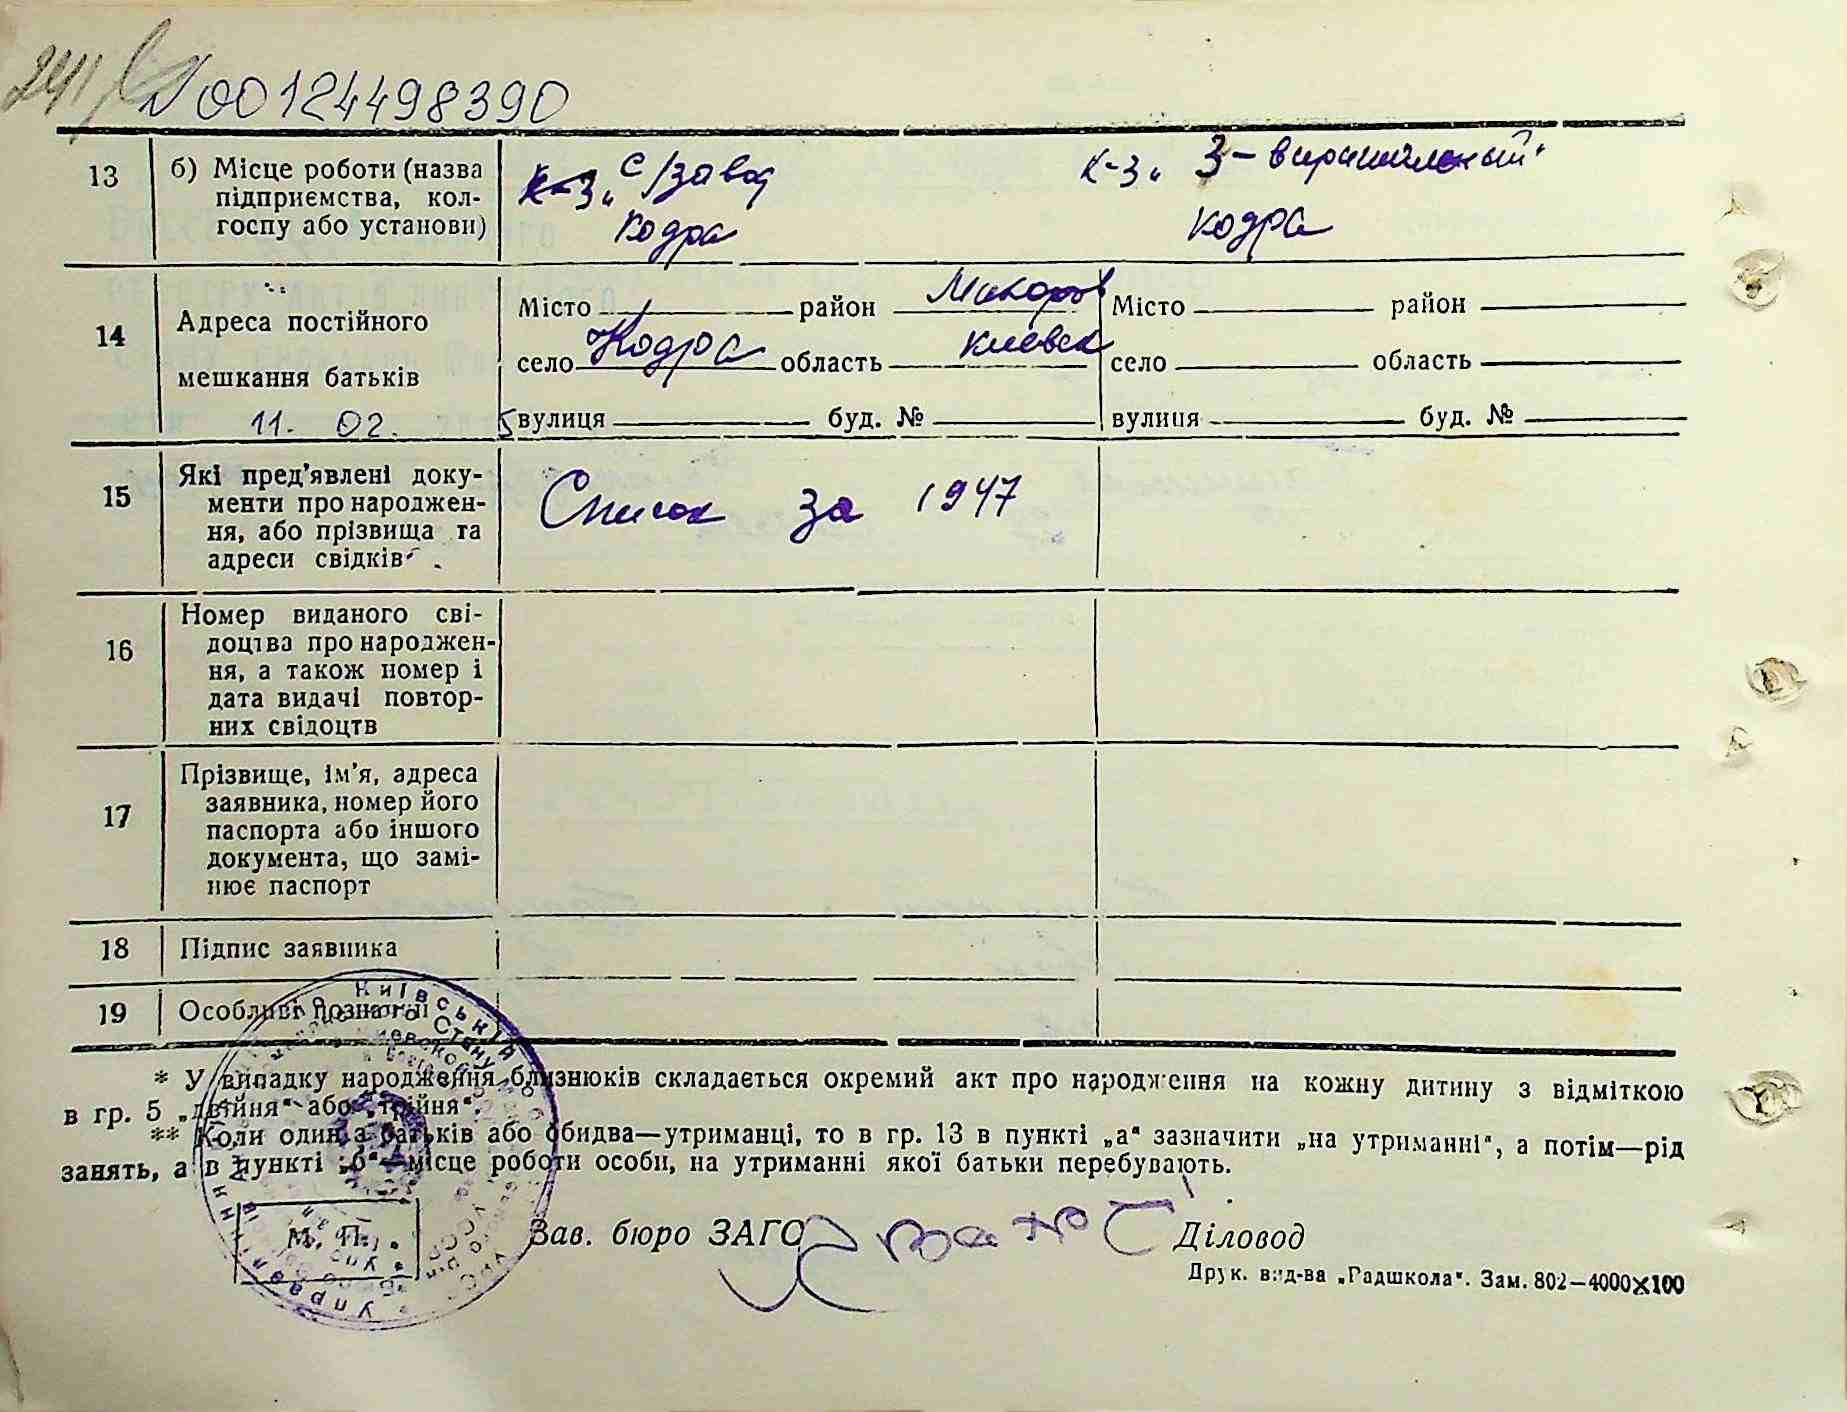 N 00124498390
13
б) Місце роботи (назва
підприємства, кол-
госпу або установи)
к-з „ с/завод
Кодра
к-з „ 3-вирішальный“
кодра
14
Адреса постійного
мешкання батьків
11. 02. 5
Місто район Макаров
село Кодра область киевск
вулиця буд. №
Місто район
село область
вулиця буд. №
15
Які пред’явлені доку-
менти про народжен-
ня, або прізвища та
адреси свідків
Список за 1947
16
Номер виданого сві-
доцтва про народжен-
ня, а також номер і
дата видачі повтор-
них свідоцтв
17
Прізвище, ім’я, адреса
заявника, номер його
паспорта або іншого
документа, що замі-
нює паспорт
18
Підпис заявника
19
Особливі познагчі
* У випадку народження близнюків складається окремий акт про народження на кожну дитину з відміткою
в гр. 5 „двійня“ або „трійня“.
** Коли один з батьків або обидва—утриманці, то в гр. 13 в пункті „а“ зазначити „на утриманні“, а потім—рід
занять, а в пункті „б“—місце роботи особи, на утриманні якої батьки перебувають.
М. П.
Зав. бюро ЗАГС
Діловод
Друк. вид-ва „Радшкола“. Зам. 802—4000×100